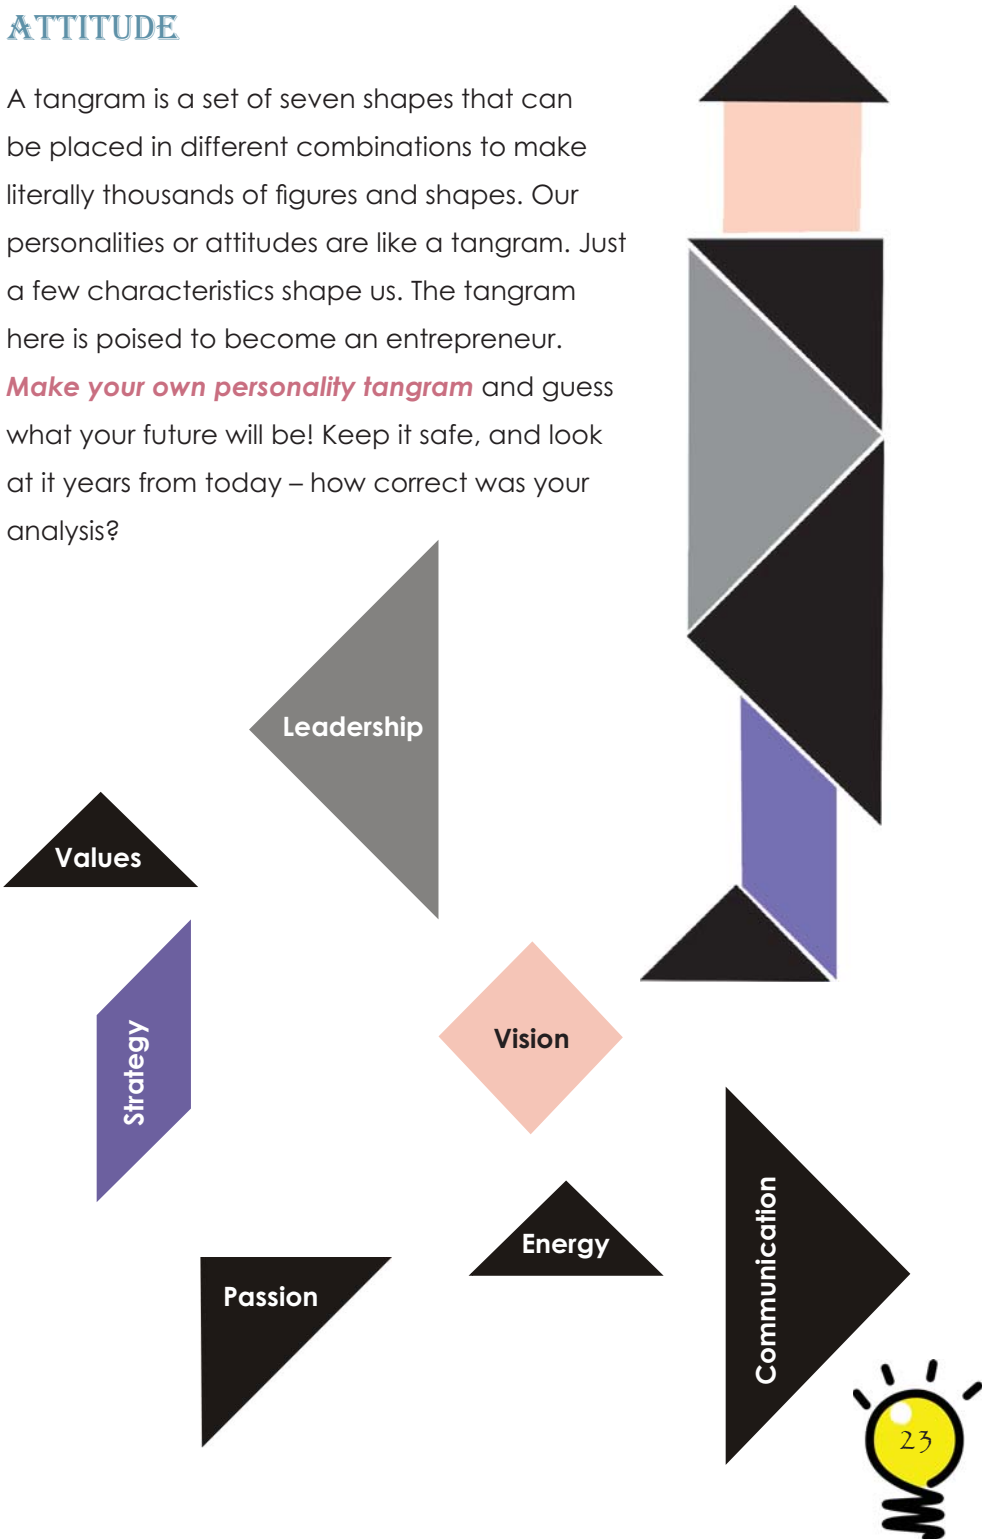 ATTITUDE
A tangram is a set of seven shapes that can
be placed in different combinations to make
literally thousands of figures and shapes. Our
personalities or attitudes are like a tangram. Just
a few characteristics shape us. The tangram
here is poised to become an entrepreneur.
Make your own personality tangram and guess
what your future will be! Keep it safe, and look
at it years from today – how correct was your
analysis?
Leadership
Values
Strategy
Vision
Energy
Passion
Communication
23